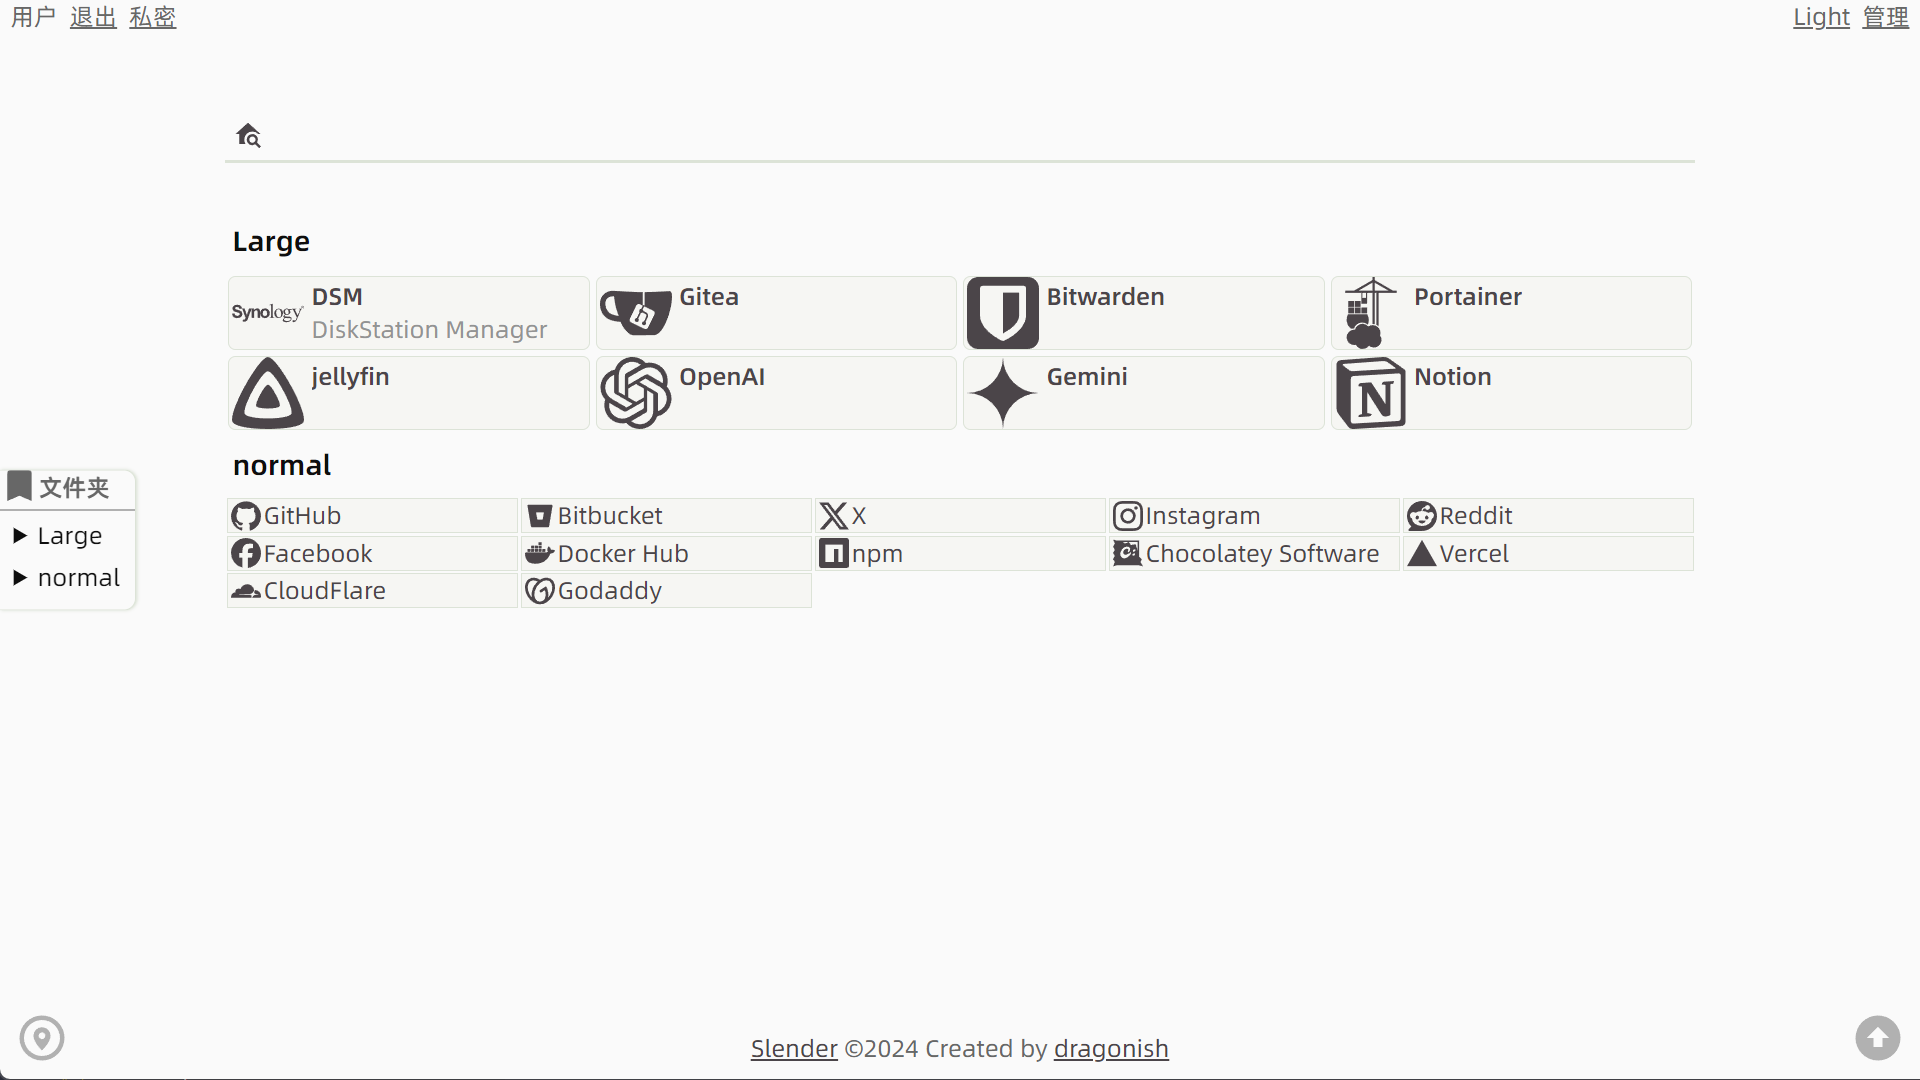 用户 退出 私密
Light 管理
Large
Synology DSM
DiskStation Manager
Gitea
Bitwarden
Portainer
jellyfin
OpenAI
Gemini
Notion
normal
GitHub
Bitbucket
X
Instagram
Reddit
Facebook
Docker Hub
npm
Chocolatey Software
Vercel
CloudFlare
Godaddy
文件夹
Large
normal
Slender ©2024 Created by dragonish